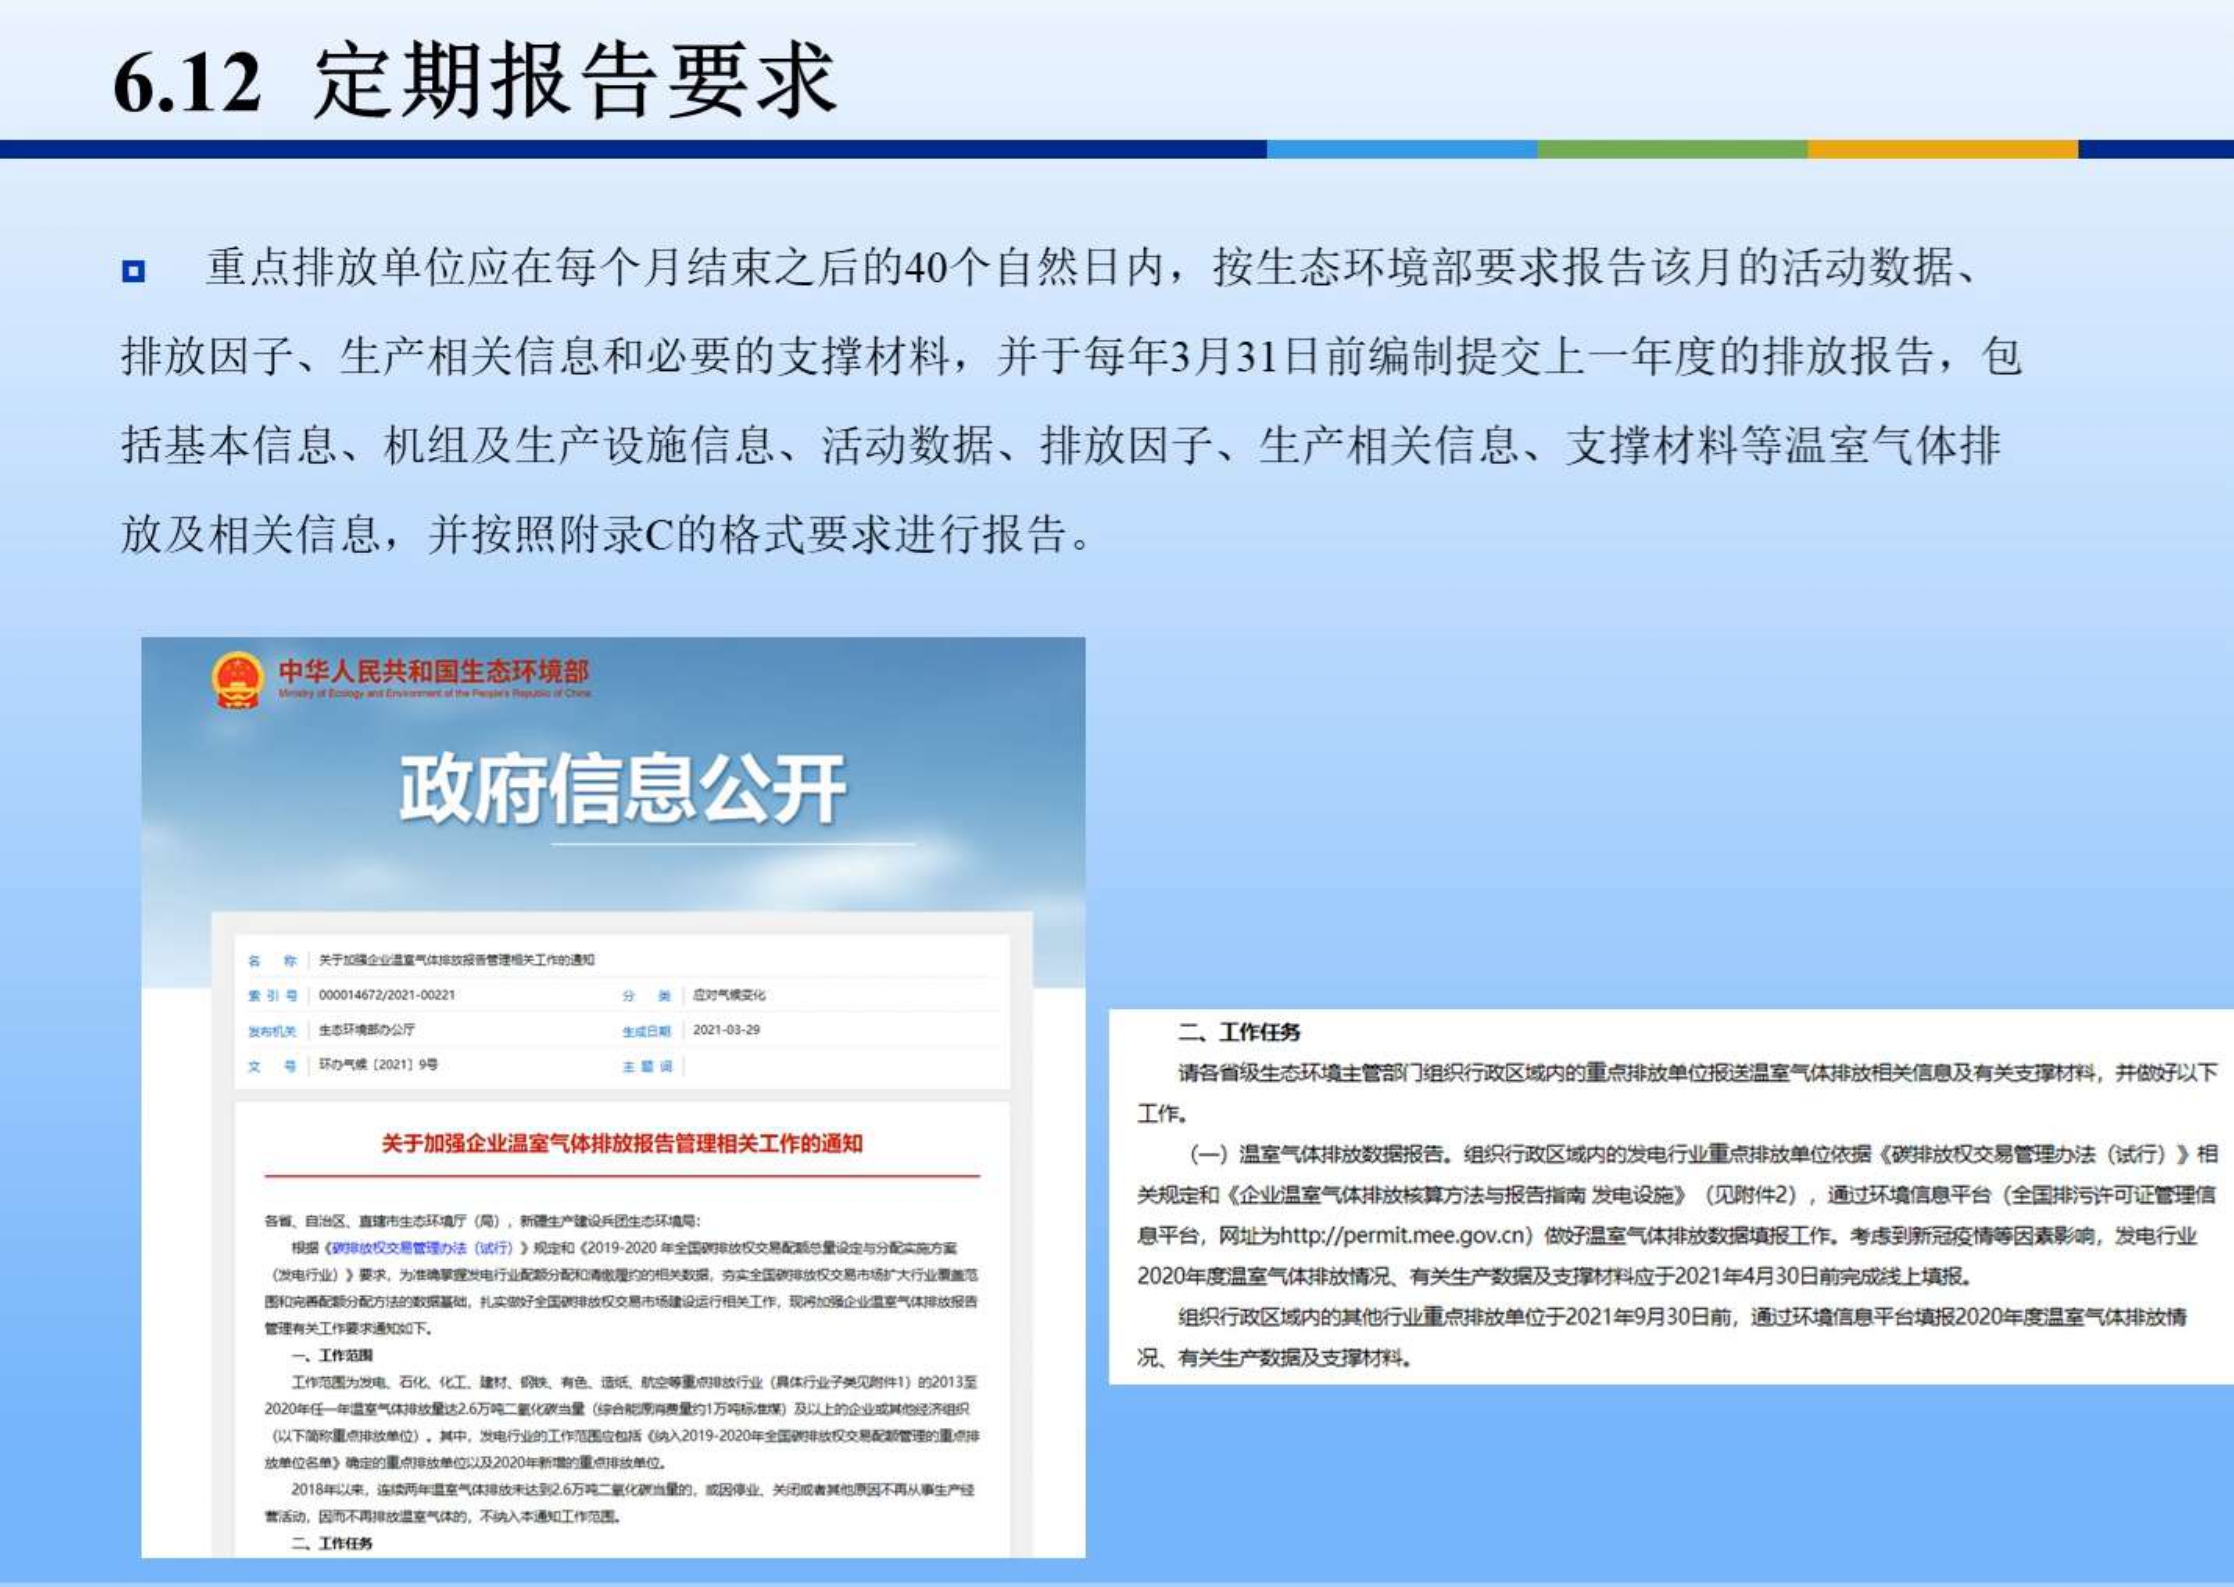 6.12 定期报告要求
重点排放单位应在每个月结束之后的40个自然日内，按生态环境部要求报告该月的活动数据、
排放因子、生产相关信息和必要的支撑材料，并于每年3月31日前编制提交上一年度的排放报告，包
括基本信息、机组及生产设施信息、活动数据、排放因子、生产相关信息、支撑材料等温室气体排
放及相关信息，并按照附录C的格式要求进行报告。
中华人民共和国生态环境部
Ministry of Ecology and Environment of the People's Republic of China
政府信息公开
名 称 关于加强企业温室气体排放报告管理相关工作的通知
索引号 000014672/2021-00221 分 类 应对气候变化
发布机关 生态环境部办公厅 生成日期 2021-03-29
文 号 环办气候〔2021〕9号 主题词
关于加强企业温室气体排放报告管理相关工作的通知
各省、自治区、直辖市生态环境厅（局），新疆生产建设兵团生态环境局：
根据《碳排放权交易管理办法（试行）》规定和《2019-2020 年全国碳排放权交易配额总量设定与分配实施方案
（发电行业）》要求，为准确掌握发电行业配额分配和清缴履约的相关数据，夯实全国碳排放权交易市场扩大行业覆盖范
围和完善配额分配方法的数据基础，扎实做好全国碳排放权交易市场建设运行相关工作，现将加强企业温室气体排放报告
管理有关工作要求通知如下。
一、工作范围
工作范围为发电、石化、化工、建材、钢铁、有色、造纸、航空等重点排放行业（具体行业子类见附件1）的2013至
2020年任一年温室气体排放量达2.6万吨二氧化碳当量（综合能源消费量约1万吨标准煤）及以上的企业或其他经济组织
（以下简称重点排放单位）。其中，发电行业的工作范围应包括《纳入2019-2020年全国碳排放权交易配额管理的重点排
放单位名单》确定的重点排放单位以及2020年新增的重点排放单位。
2018年以来，连续两年温室气体排放未达到2.6万吨二氧化碳当量的，或因停业、关闭或者其他原因不再从事生产经
营活动，因而不再排放温室气体的，不纳入本通知工作范围。
二、工作任务
二、工作任务
请各省级生态环境主管部门组织行政区域内的重点排放单位报送温室气体排放相关信息及有关支撑材料，并做好以下
工作。
（一）温室气体排放数据报告。组织行政区域内的发电行业重点排放单位依据《碳排放权交易管理办法（试行）》相
关规定和《企业温室气体排放核算方法与报告指南 发电设施》（见附件2），通过环境信息平台（全国排污许可证管理信
息平台，网址为http://permit.mee.gov.cn）做好温室气体排放数据填报工作。考虑到新冠疫情等因素影响，发电行业
2020年度温室气体排放情况、有关生产数据及支撑材料应于2021年4月30日前完成线上填报。
组织行政区域内的其他行业重点排放单位于2021年9月30日前，通过环境信息平台填报2020年度温室气体排放情
况、有关生产数据及支撑材料。